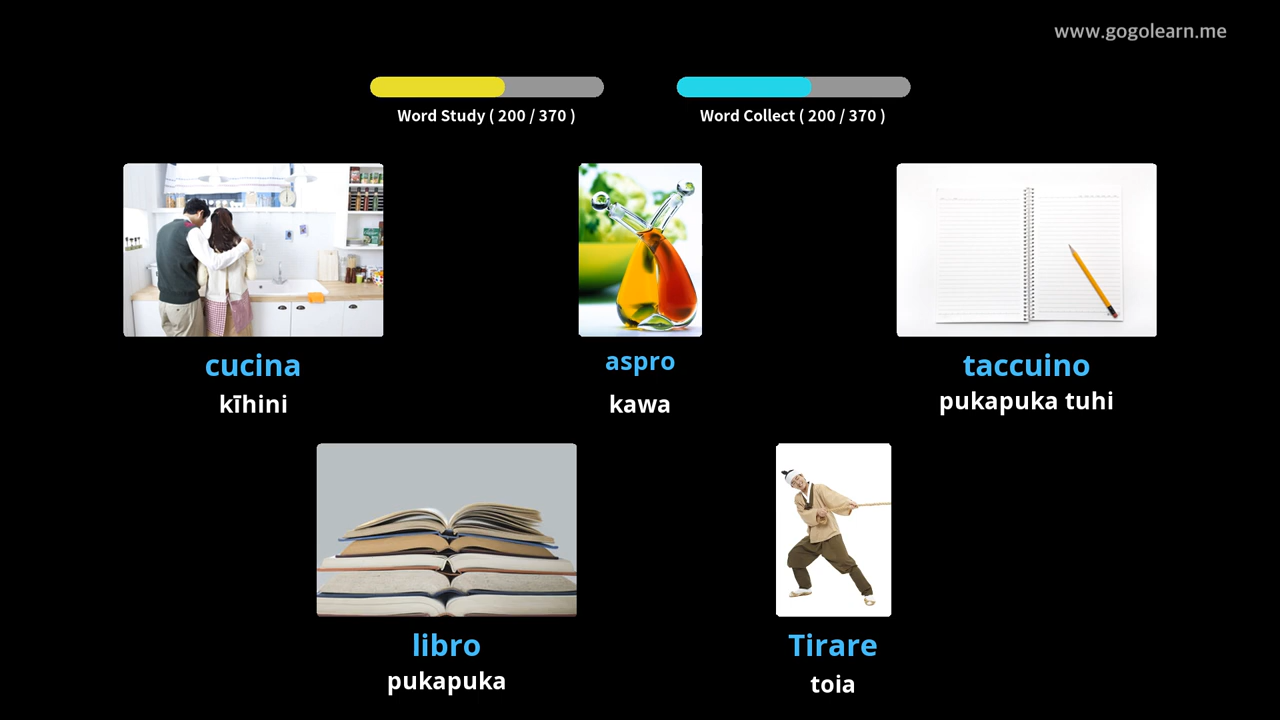 www.gogolearn.me
Word Study ( 200 / 370 )
Word Collect ( 200 / 370 )
cucina
kīhini
aspro
kawa
taccuino
pukapuka tuhi
libro
pukapuka
Tirare
toia